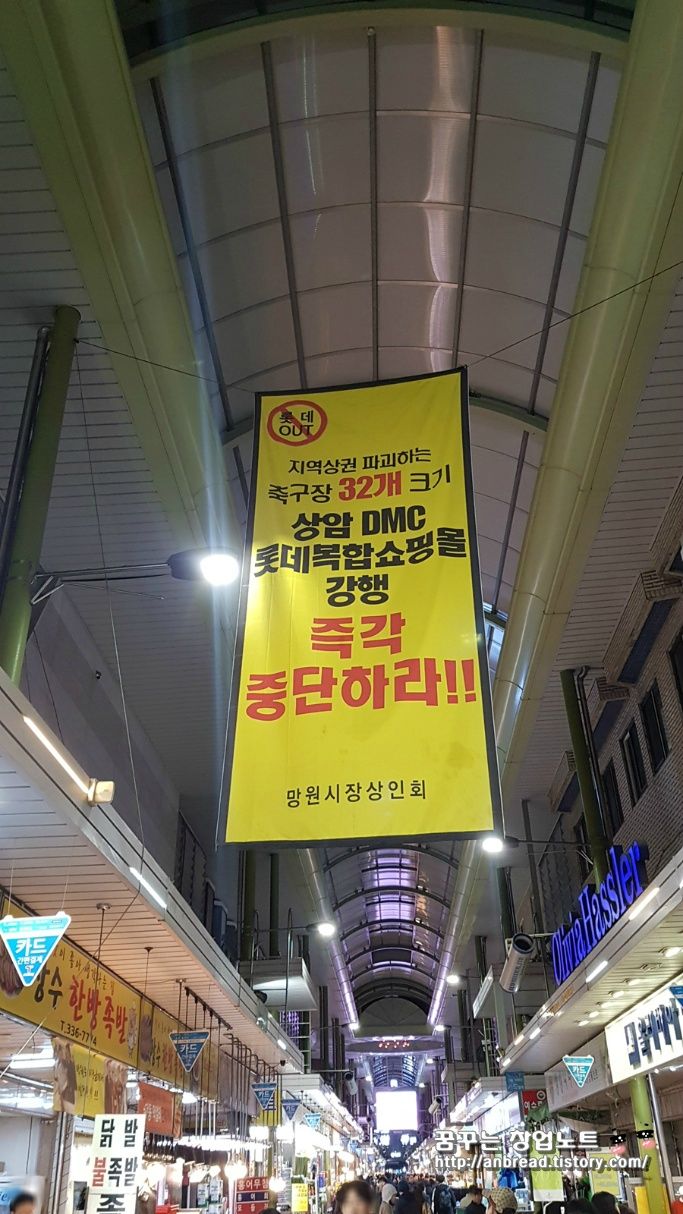 롯데
OUT
지역상권 파괴하는
축구장 32개 크기
상암 DMC
롯데복합쇼핑몰
강행
즉각
중단하라!!
망원시장상인회
Olivia Hassler
카드
한방족발
T.336-7714
닭발
불족발
꿈꾸는 창업노트
http://anbread.tistory.com/